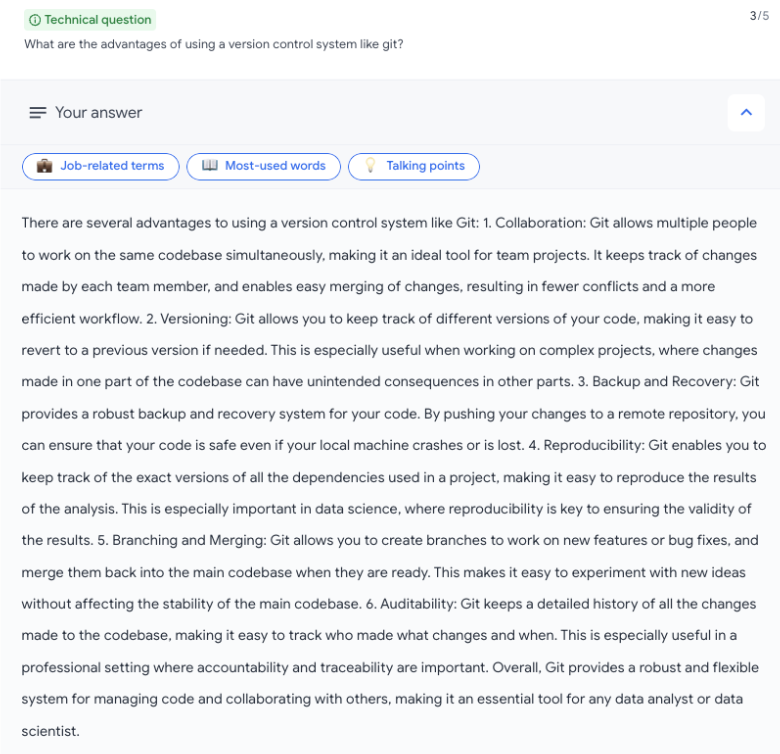 Technical question
3/5
What are the advantages of using a version control system like git?
Your answer
Job-related terms
Most-used words
Talking points
There are several advantages to using a version control system like Git: 1. Collaboration: Git allows multiple people
to work on the same codebase simultaneously, making it an ideal tool for team projects. It keeps track of changes
made by each team member, and enables easy merging of changes, resulting in fewer conflicts and a more
efficient workflow. 2. Versioning: Git allows you to keep track of different versions of your code, making it easy to
revert to a previous version if needed. This is especially useful when working on complex projects, where changes
made in one part of the codebase can have unintended consequences in other parts. 3. Backup and Recovery: Git
provides a robust backup and recovery system for your code. By pushing your changes to a remote repository, you
can ensure that your code is safe even if your local machine crashes or is lost. 4. Reproducibility: Git enables you to
keep track of the exact versions of all the dependencies used in a project, making it easy to reproduce the results
of the analysis. This is especially important in data science, where reproducibility is key to ensuring the validity of
the results. 5. Branching and Merging: Git allows you to create branches to work on new features or bug fixes, and
merge them back into the main codebase when they are ready. This makes it easy to experiment with new ideas
without affecting the stability of the main codebase. 6. Auditability: Git keeps a detailed history of all the changes
made to the codebase, making it easy to track who made what changes and when. This is especially useful in a
professional setting where accountability and traceability are important. Overall, Git provides a robust and flexible
system for managing code and collaborating with others, making it an essential tool for any data analyst or data
scientist.